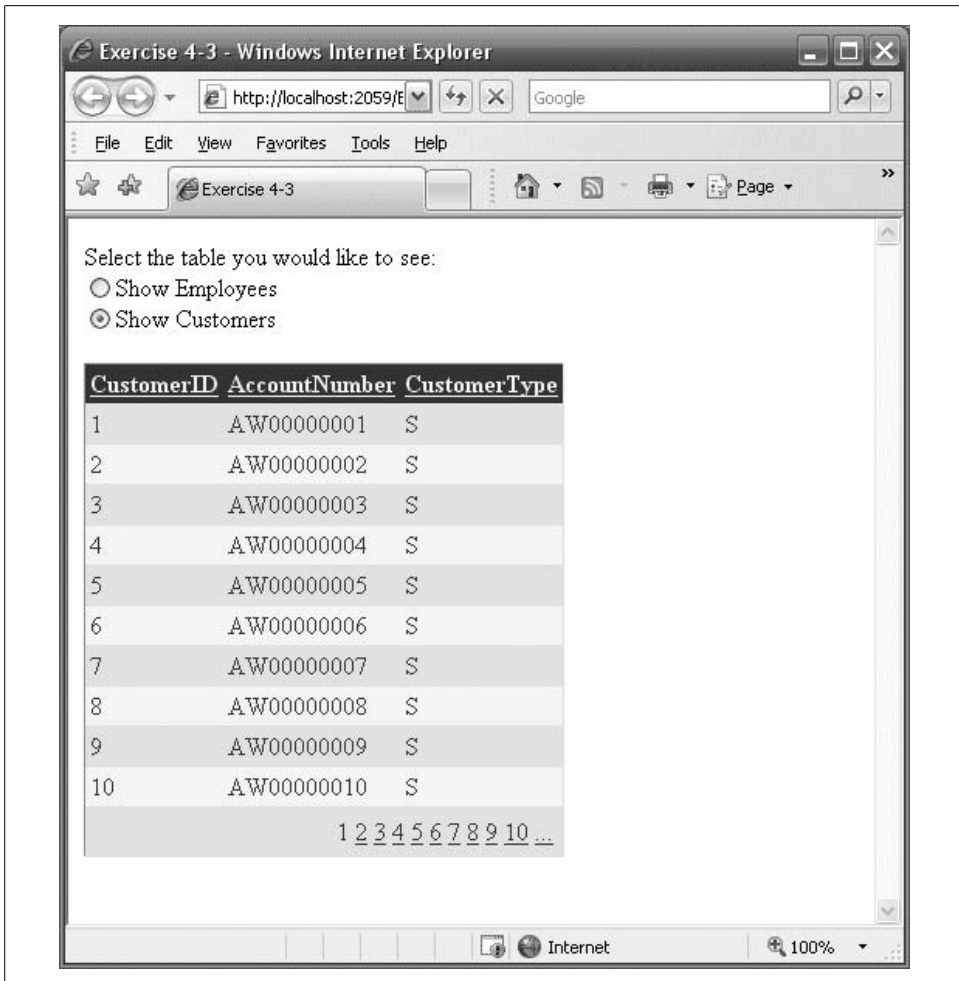 Exercise 4-3 - Windows Internet Explorer
http://localhost:2059/E Google
File Edit View Favorites Tools Help
Exercise 4-3 Page »
Select the table you would like to see:
Show Employees
Show Customers
CustomerID AccountNumber CustomerType
1 AW00000001 S
2 AW00000002 S
3 AW00000003 S
4 AW00000004 S
5 AW00000005 S
6 AW00000006 S
7 AW00000007 S
8 AW00000008 S
9 AW00000009 S
10 AW00000010 S
1 2 3 4 5 6 7 8 9 10 ...
Internet 100%